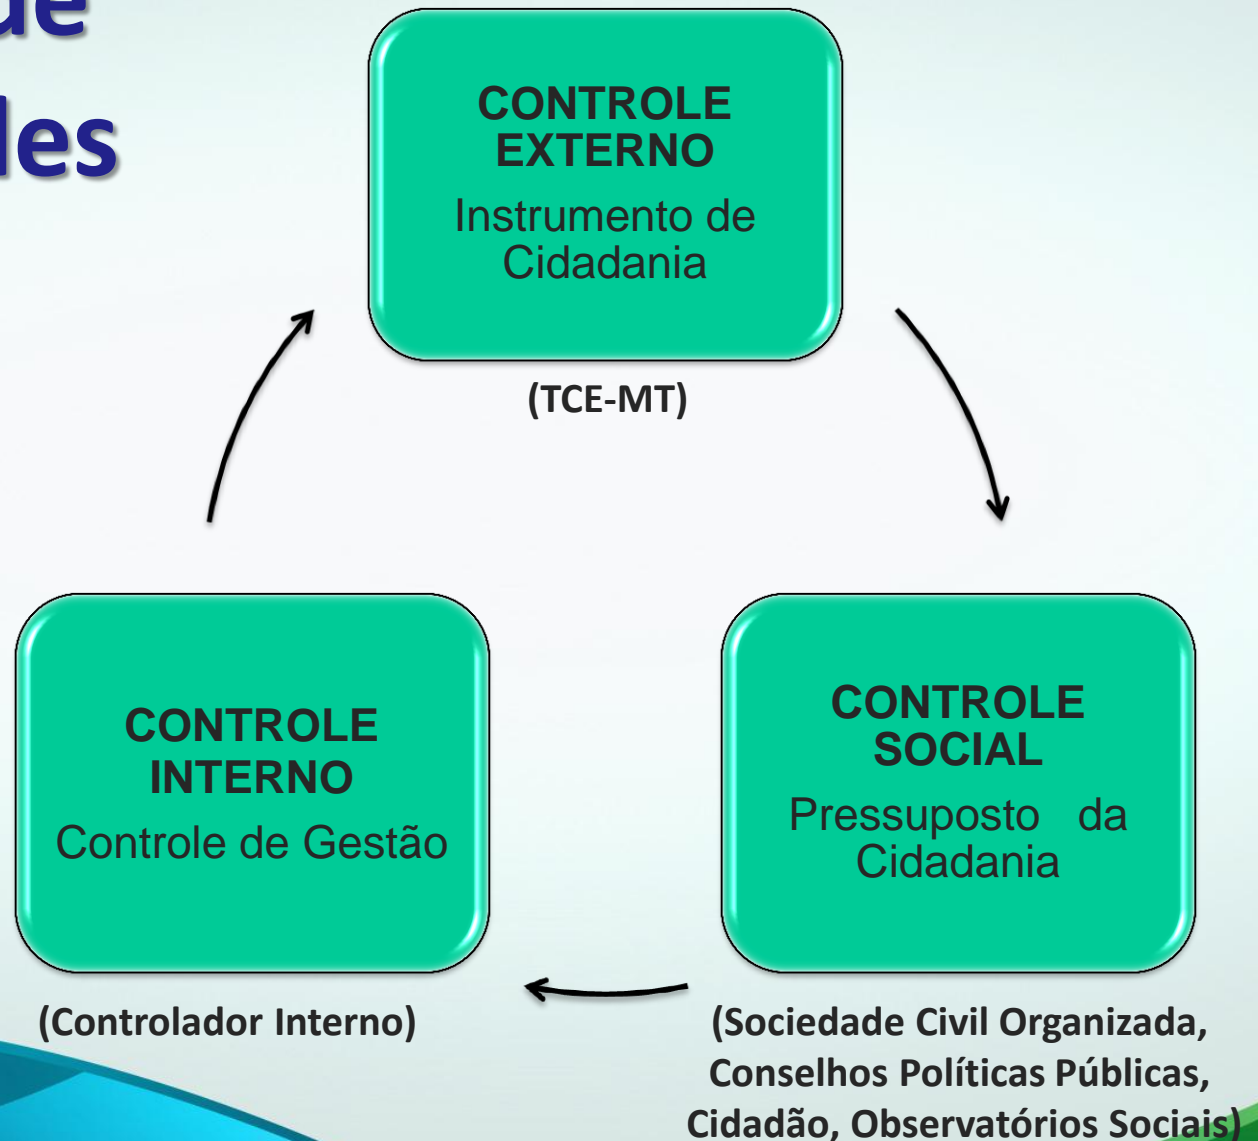 CONTROLE
EXTERNO
Instrumento de
Cidadania
(TCE-MT)
CONTROLE
INTERNO
Controle de Gestão
(Controlador Interno)
CONTROLE
SOCIAL
Pressuposto da
Cidadania
(Sociedade Civil Organizada,
Conselhos Políticas Públicas,
Cidadão, Observatórios Sociais)